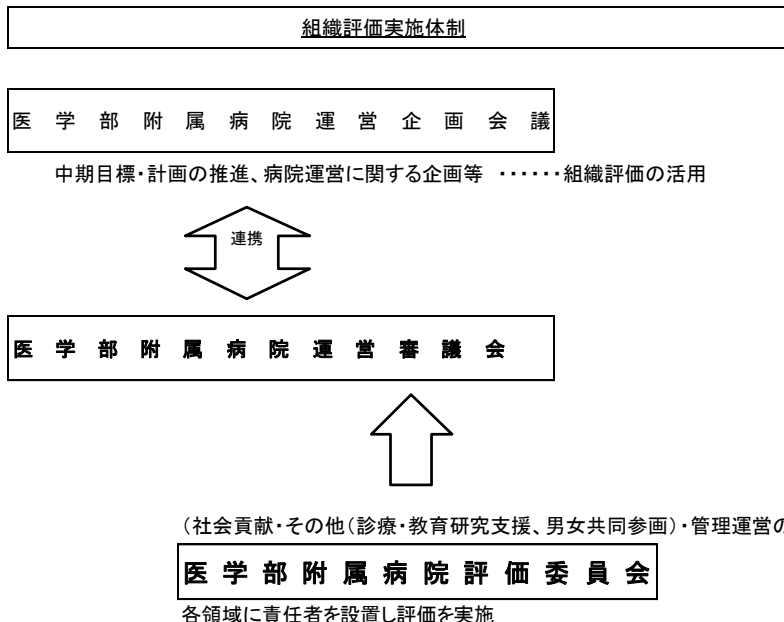 組織評価実施体制
医学部附属病院運営企画会議
中期目標・計画の推進、病院運営に関する企画等 ・・・・・・組織評価の活用
連携
医学部附属病院運営審議会
(社会貢献・その他(診療・教育研究支援、男女共同参画)・管理運営の
医学部附属病院評価委員会
各領域に責任者を設置し評価を実施